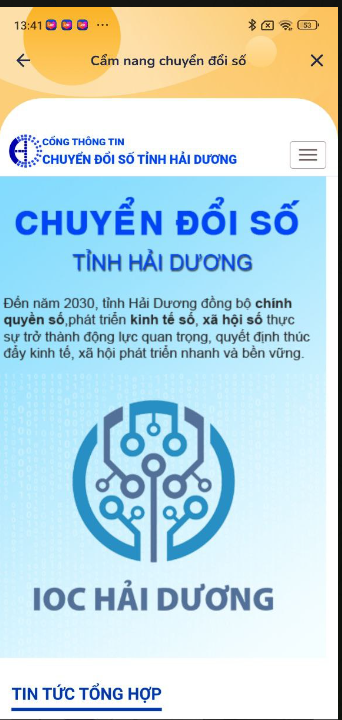 13:41
53
Cẩm nang chuyển đổi số
CỔNG THÔNG TIN
CHUYỂN ĐỔI SỐ TỈNH HẢI DƯƠNG
CHUYỂN ĐỔI SỐ
TỈNH HẢI DƯƠNG
Đến năm 2030, tỉnh Hải Dương đồng bộ chính
quyền số,phát triển kinh tế số, xã hội số thực
sự trở thành động lực quan trọng, quyết định thúc
đẩy kinh tế, xã hội phát triển nhanh và bền vững.
IOC HẢI DƯƠNG
TIN TỨC TỔNG HỢP